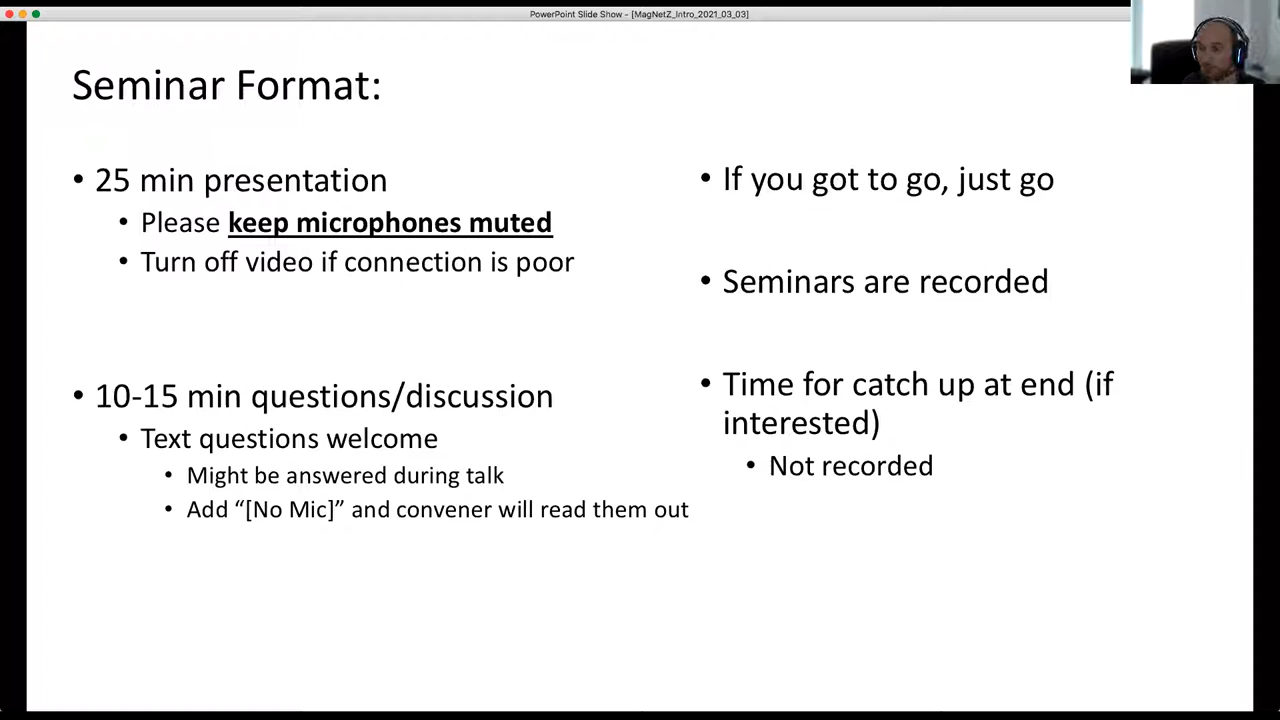 PowerPoint Slide Show - [MagNetZ_Intro_2021_03_03]
Seminar Format:
• 25 min presentation
• Please keep microphones muted
• Turn off video if connection is poor
• 10-15 min questions/discussion
• Text questions welcome
• Might be answered during talk
• Add “[No Mic]” and convener will read them out
• If you got to go, just go
• Seminars are recorded
• Time for catch up at end (if
interested)
• Not recorded